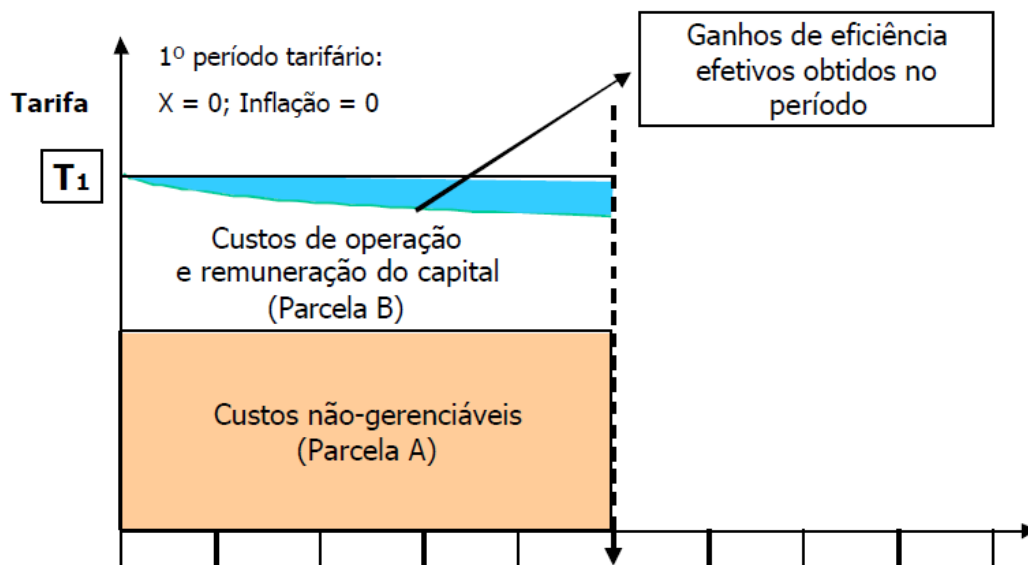 1º período tarifário:
X = 0; Inflação = 0
Tarifa
T1
Ganhos de eficiência
efetivos obtidos no
período
Custos de operação
e remuneração do capital
(Parcela B)
Custos não-gerenciáveis
(Parcela A)